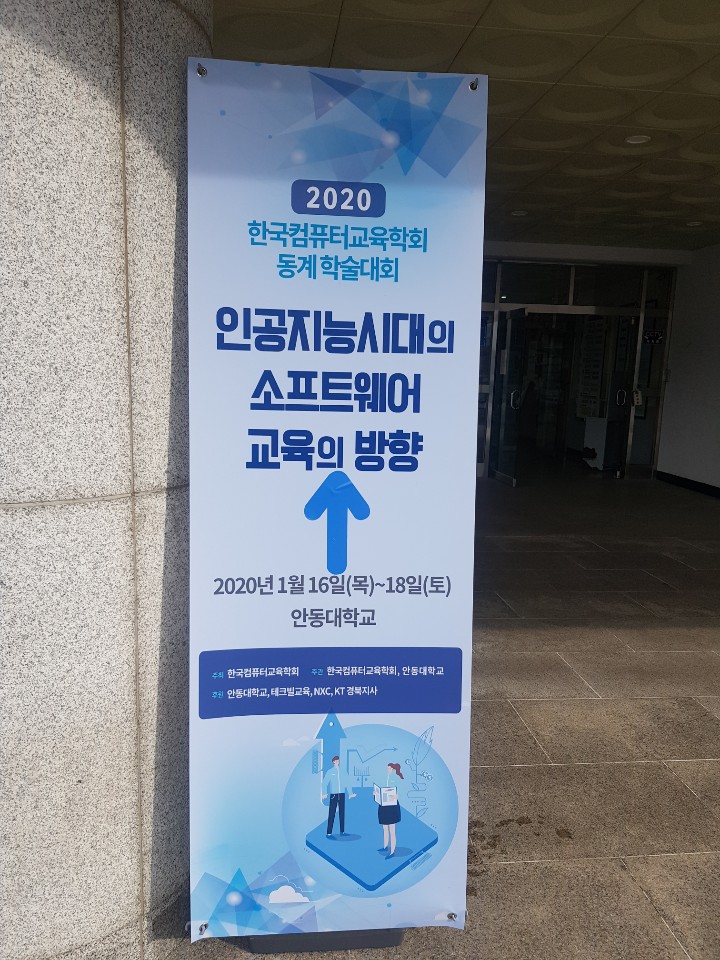 2020
한국컴퓨터교육학회
동계 학술대회
인공지능시대의
소프트웨어
교육의 방향
2020년 1월 16일(목)~18일(토)
안동대학교
주최 한국컴퓨터교육학회 주관 한국컴퓨터교육학회, 안동대학교
후원 안동대학교, 테크빌교육, NXC, KT 경북지사